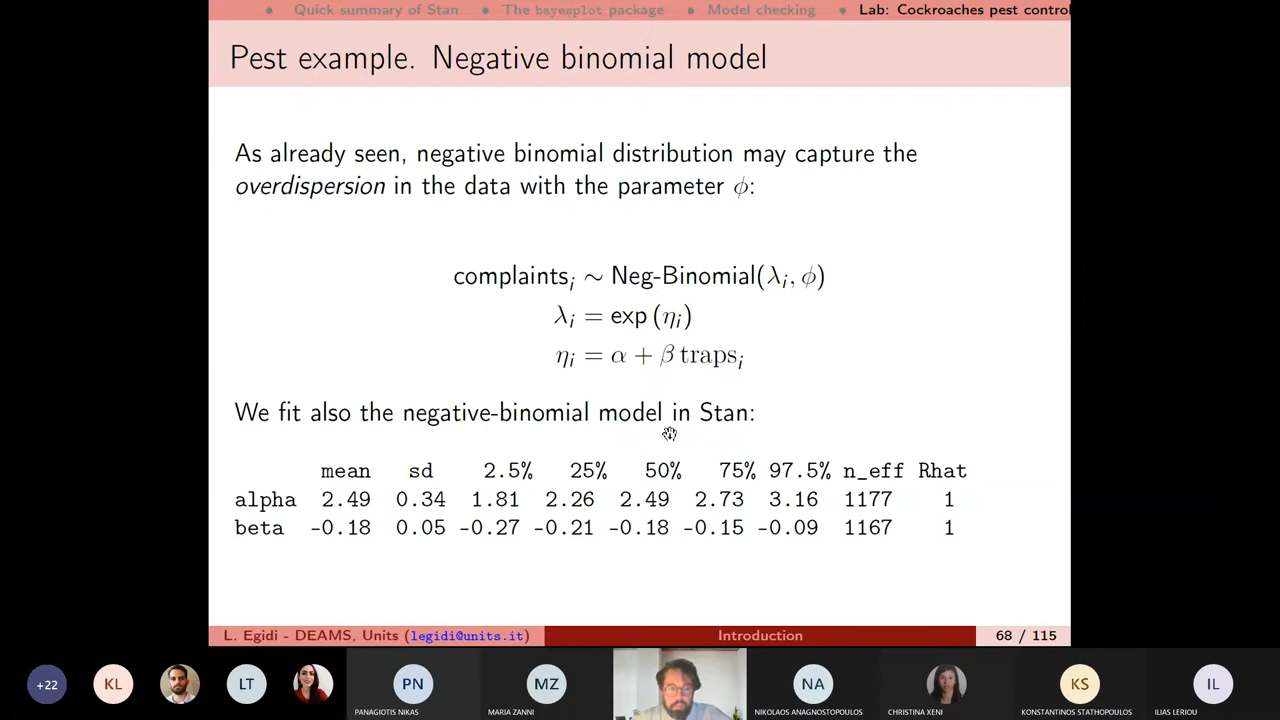 • Quick summary of Stan • The bayesplot package • Model checking • Lab: Cockroaches pest control
Pest example. Negative binomial model
As already seen, negative binomial distribution may capture the
overdispersion in the data with the parameter ϕ:
complaintsᵢ ∼ Neg-Binomial(λᵢ, ϕ)
λᵢ = exp (ηᵢ)
ηᵢ = α + β trapsᵢ
We fit also the negative-binomial model in Stan:
mean sd 2.5% 25% 50% 75% 97.5% n_eff Rhat
alpha 2.49 0.34 1.81 2.26 2.49 2.73 3.16 1177 1
beta -0.18 0.05 -0.27 -0.21 -0.18 -0.15 -0.09 1167 1
L. Egidi - DEAMS, Units (legidi@units.it) Introduction 68 / 115
+22 KL LT PN MZ NA KS IL
PANAGIOTIS NIKAS MARIA ZANNI NIKOLAOS ANAGNOSTOPOULOS CHRISTINA XENI KONSTANTINOS STATHOPOULOS ILIAS LERIOU